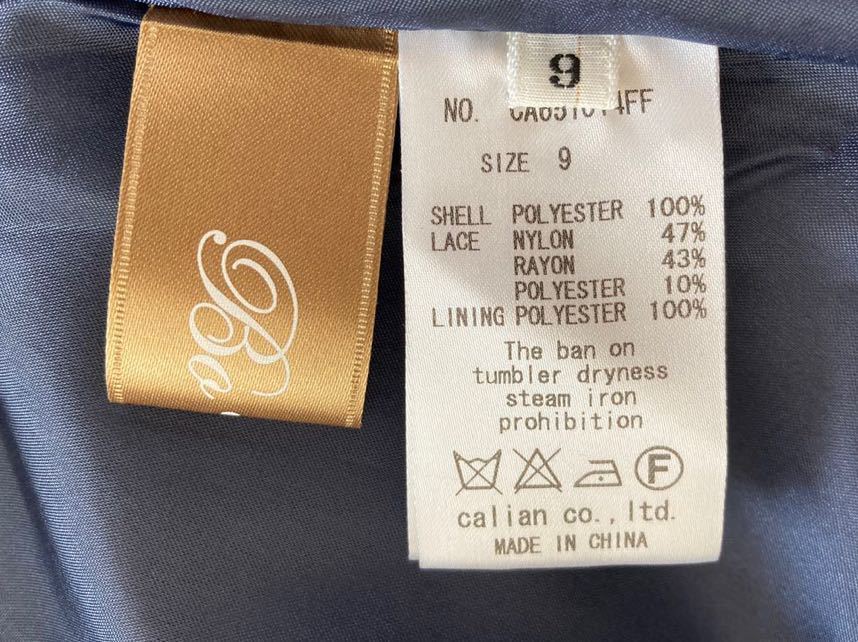 9
NO.
SIZE 9
SHELL POLYESTER 100%
LACE NYLON 47%
RAYON 43%
POLYESTER 10%
LINING POLYESTER 100%
The ban on
tumbler dryness
steam iron
prohibition
F
calian co., ltd.
MADE IN CHINA
Bo